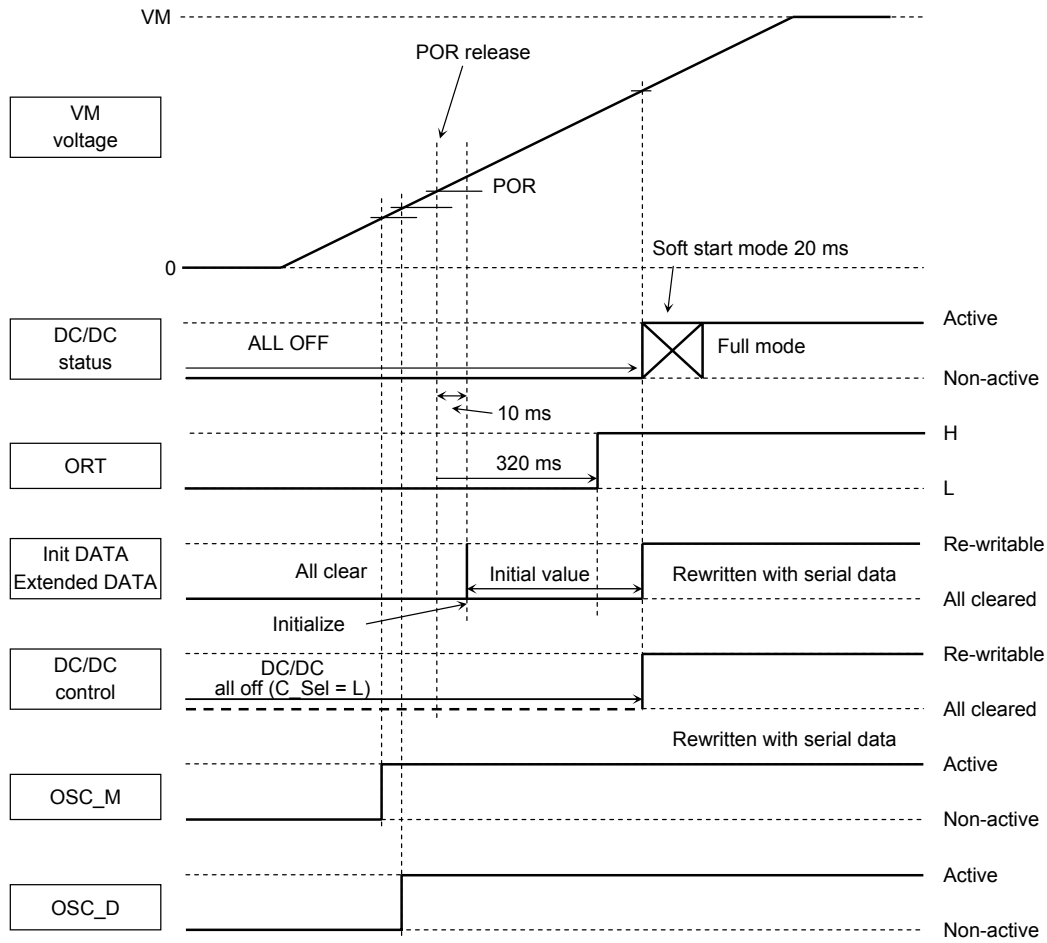 VM
POR release
VM
voltage
POR
Soft start mode 20 ms
0
DC/DC
status
ALL OFF
Active
Full mode
Non-active
10 ms
ORT
H
320 ms
L
Init DATA
Extended DATA
All clear
Initial value
Re-writable
Rewritten with serial data
All cleared
Initialize
DC/DC
control
DC/DC
all off (C_Sel = L)
Re-writable
All cleared
Rewritten with serial data
OSC_M
Active
Non-active
OSC_D
Active
Non-active